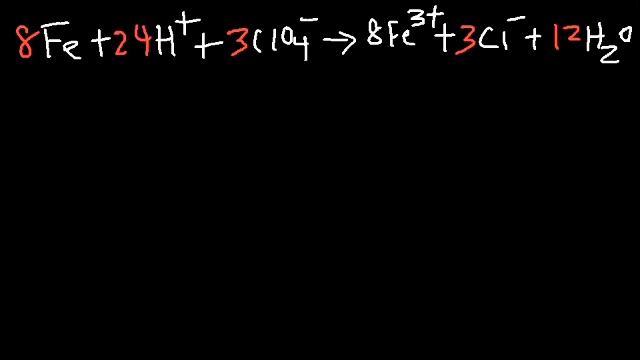 8Fe + 24H⁺ + 3ClO₄⁻ → 8Fe³⁺ + 3Cl⁻ + 12H₂O